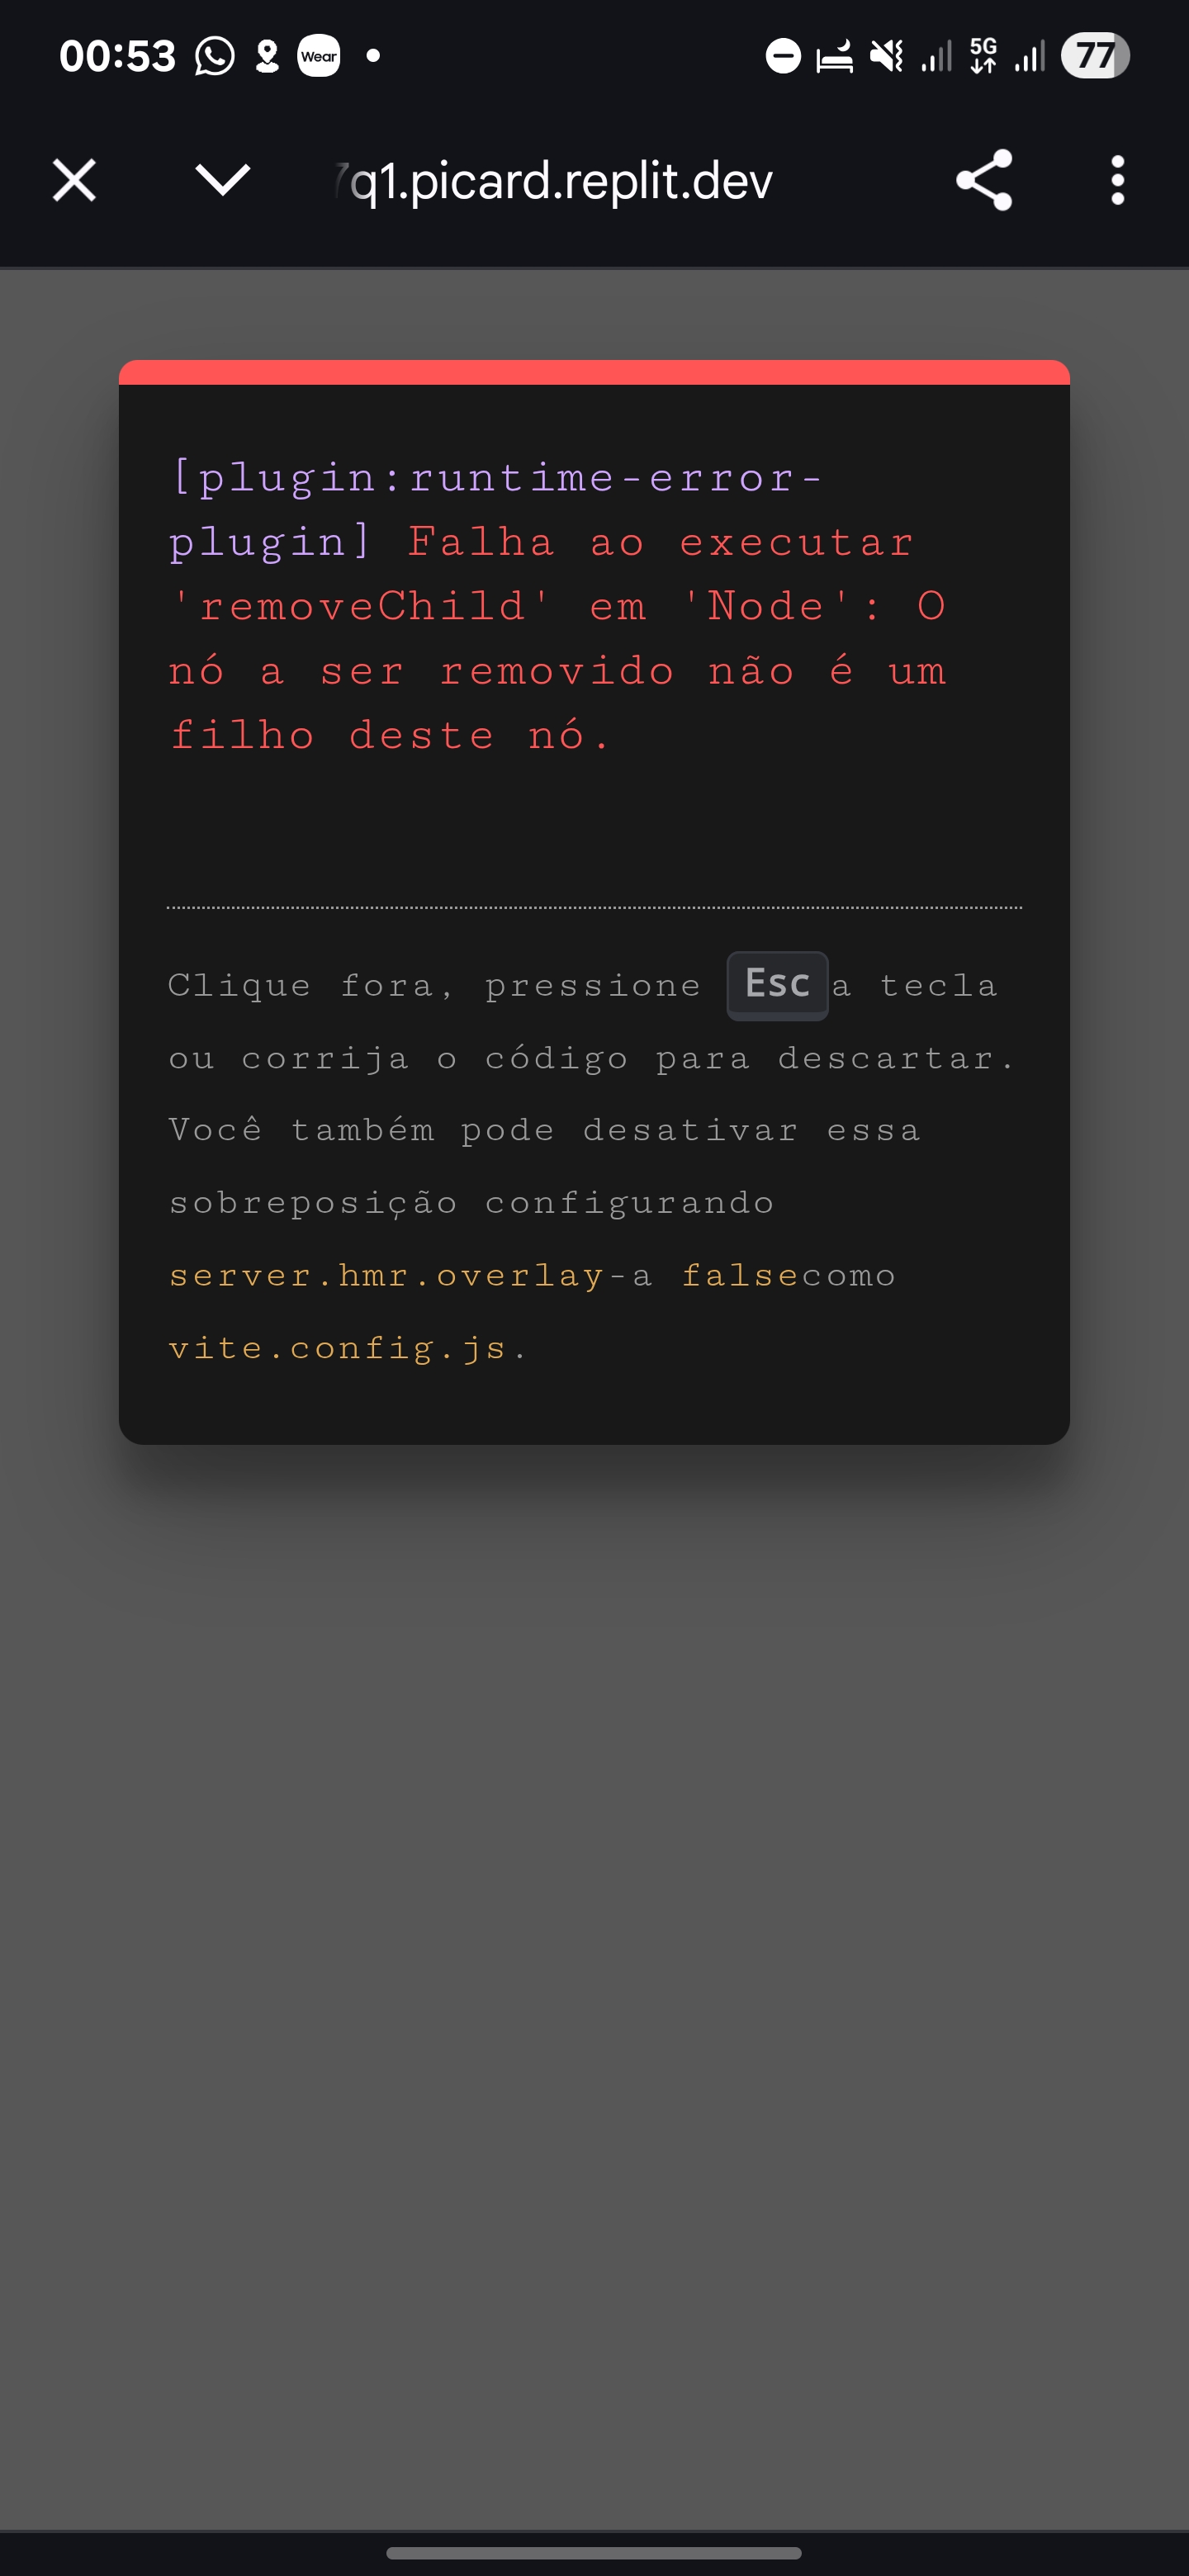 00:53 Wear 5G 77
7q1.picard.replit.dev
[plugin:runtime-error-
plugin] Falha ao executar
'removeChild' em 'Node': O
nó a ser removido não é um
filho deste nó.
Clique fora, pressione Esc a tecla
ou corrija o código para descartar.
Você também pode desativar essa
sobreposição configurando
server.hmr.overlay-a falsecomo
vite.config.js.